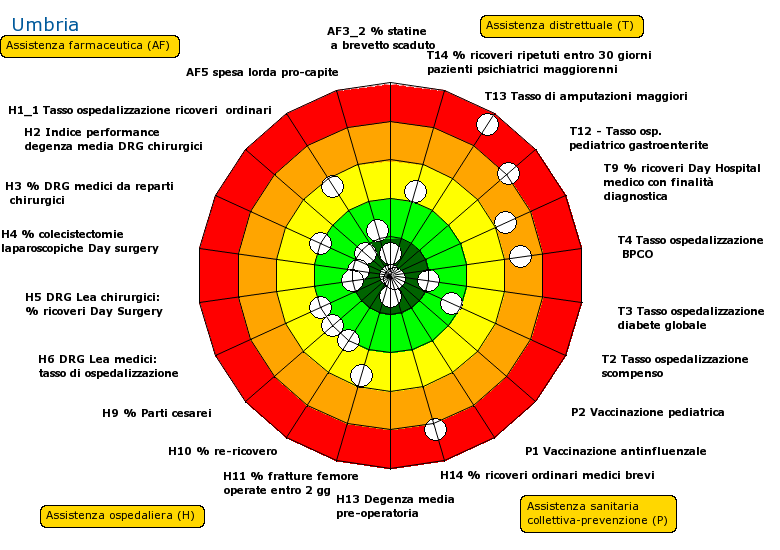 Umbria
Assistenza farmaceutica (AF)
Assistenza distrettuale (T)
AF3_2 % statine
a brevetto scaduto
T14 % ricoveri ripetuti entro 30 giorni
pazienti psichiatrici maggiorenni
AF5 spesa lorda pro-capite
T13 Tasso di amputazioni maggiori
H1_1 Tasso ospedalizzazione ricoveri ordinari
T12 - Tasso osp.
pediatrico gastroenterite
H2 Indice performance
degenza media DRG chirurgici
T9 % ricoveri Day Hospital
medico con finalità
diagnostica
H3 % DRG medici da reparti
chirurgici
H4 % colecistectomie
laparoscopiche Day surgery
T4 Tasso ospedalizzazione
BPCO
H5 DRG Lea chirurgici:
% ricoveri Day Surgery
T3 Tasso ospedalizzazione
diabete globale
H6 DRG Lea medici:
tasso di ospedalizzazione
T2 Tasso ospedalizzazione
scompenso
H9 % Parti cesarei
P2 Vaccinazione pediatrica
H10 % re-ricovero
P1 Vaccinazione antinfluenzale
H11 % fratture femore
operate entro 2 gg
H14 % ricoveri ordinari medici brevi
H13 Degenza media
pre-operatoria
Assistenza ospedaliera (H)
Assistenza sanitaria
collettiva-prevenzione (P)